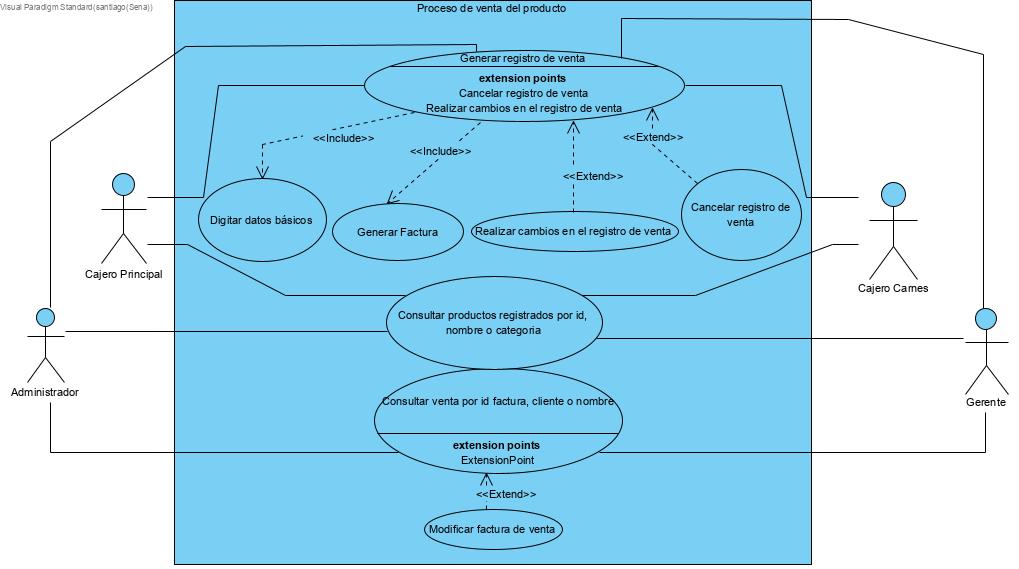 Visual Paradigm Standard(santiago(Sena))
Proceso de venta del producto
Generar registro de venta
extension points
Cancelar registro de venta
Realizar cambios en el registro de venta
<<Include>>
<<Include>>
<<Extend>>
<<Extend>>
Digitar datos básicos
Generar Factura
Realizar cambios en el registro de venta
Cancelar registro de
venta
Cajero Principal
Cajero Carnes
Consultar productos registrados por id,
nombre o categoria
Administrador
Gerente
Consultar venta por id factura, cliente o nombre
extension points
ExtensionPoint
<<Extend>>
Modificar factura de venta